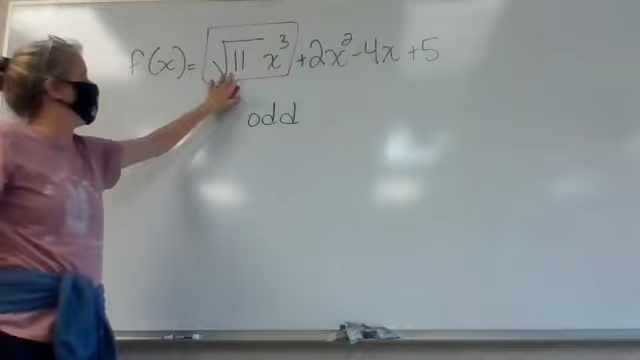 f(x) = √11 x³ + 2x² - 4x + 5
odd